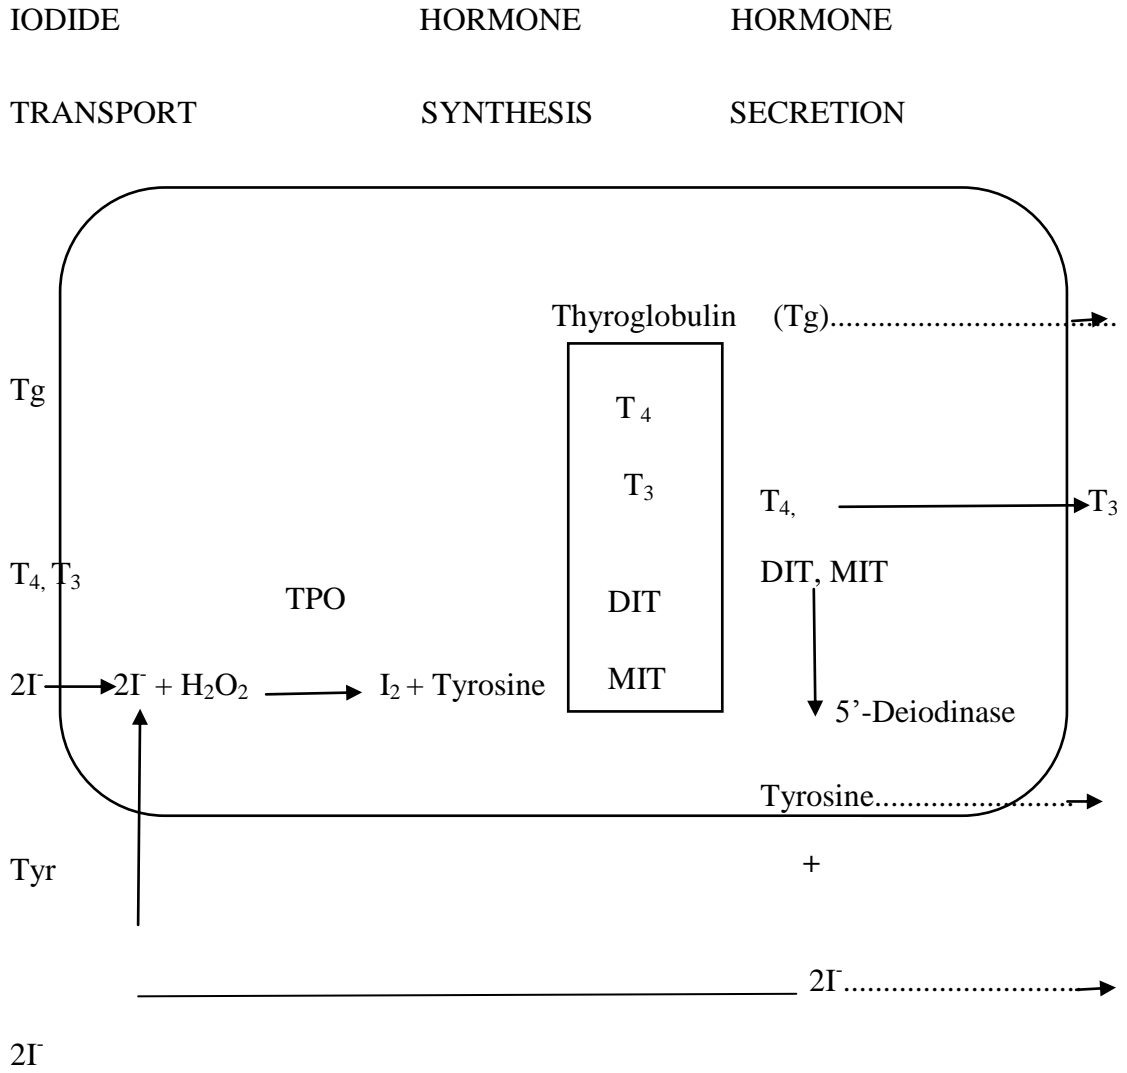 IODIDE HORMONE HORMONE
TRANSPORT SYNTHESIS SECRETION
Thyroglobulin (Tg)...................................
Tg
T₄
T₃
T₄, T₃
T₄, T₃
DIT, MIT
TPO
DIT
2I⁻ 2I⁻ + H₂O₂ I₂ + Tyrosine
MIT
5’-Deiodinase
Tyrosine........................
Tyr
+
2I⁻.............................
2I⁻